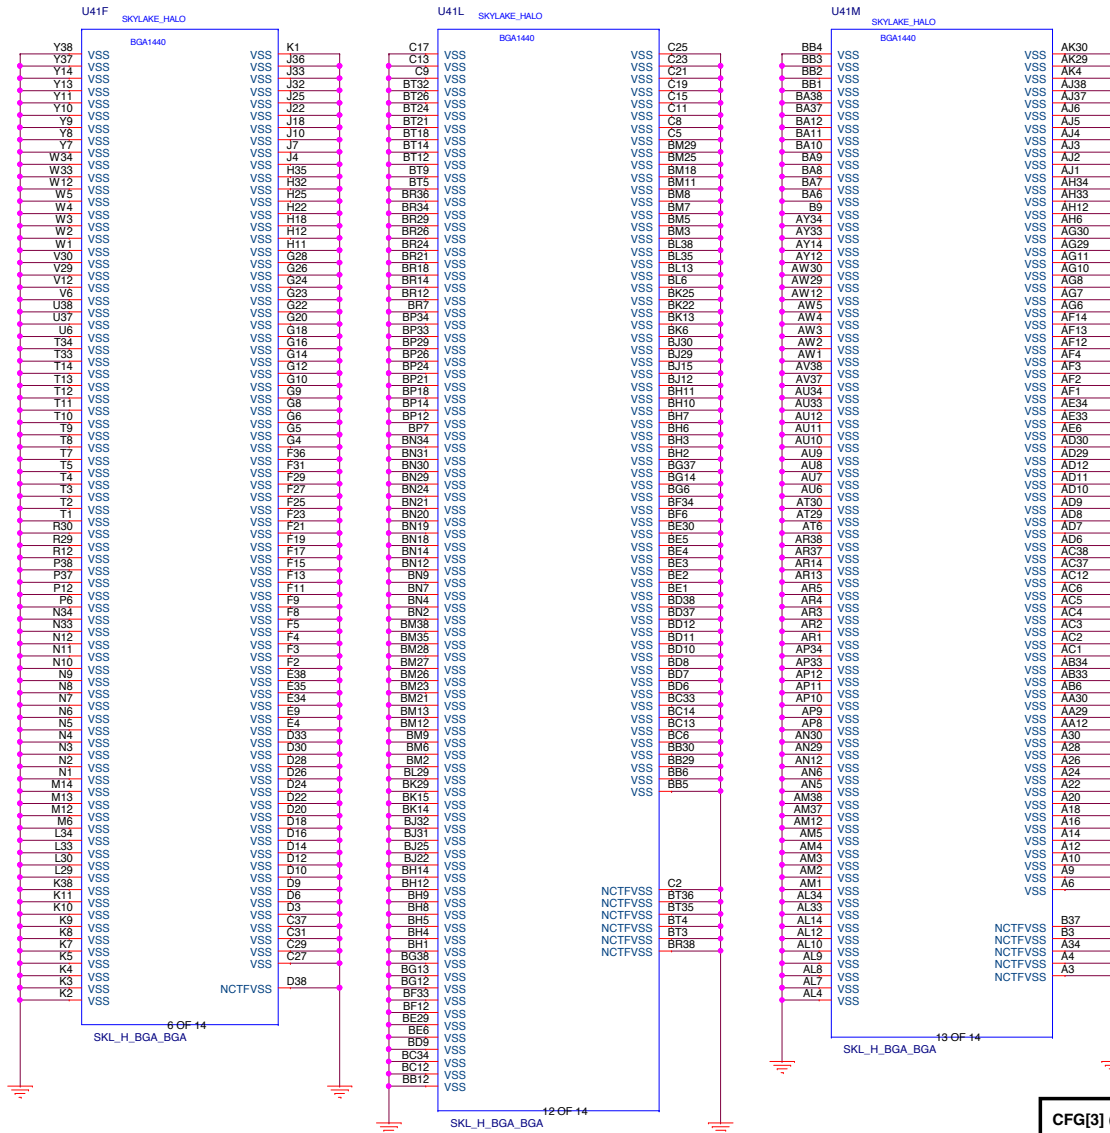 U41F
SKYLAKE_HALO
BGA1440
Y38 VSS VSS K1
Y37 VSS VSS J36
Y14 VSS VSS J33
Y13 VSS VSS J32
Y11 VSS VSS J25
Y10 VSS VSS J22
Y9 VSS VSS J18
Y8 VSS VSS J10
Y7 VSS VSS J7
W34 VSS VSS J4
W33 VSS VSS H35
W12 VSS VSS H32
W5 VSS VSS H25
W4 VSS VSS H22
W3 VSS VSS H18
W2 VSS VSS H12
W1 VSS VSS H11
V30 VSS VSS G28
V29 VSS VSS G26
V12 VSS VSS G24
V6 VSS VSS G23
U38 VSS VSS G22
U37 VSS VSS G20
U6 VSS VSS G18
T34 VSS VSS G16
T33 VSS VSS G14
T14 VSS VSS G12
T13 VSS VSS G10
T12 VSS VSS G9
T11 VSS VSS G8
T10 VSS VSS G6
T9 VSS VSS G5
T8 VSS VSS G4
T7 VSS VSS F36
T5 VSS VSS F31
T4 VSS VSS F29
T3 VSS VSS F27
T2 VSS VSS F25
T1 VSS VSS F23
R30 VSS VSS F21
R29 VSS VSS F19
R12 VSS VSS F17
P38 VSS VSS F15
P37 VSS VSS F13
P12 VSS VSS F11
P6 VSS VSS F9
N34 VSS VSS F8
N33 VSS VSS F5
N12 VSS VSS F4
N11 VSS VSS F3
N10 VSS VSS F2
N9 VSS VSS E38
N8 VSS VSS E35
N7 VSS VSS E34
N6 VSS VSS E9
N5 VSS VSS E4
N4 VSS VSS D33
N3 VSS VSS D30
N2 VSS VSS D28
N1 VSS VSS D26
M14 VSS VSS D24
M13 VSS VSS D22
M12 VSS VSS D20
M6 VSS VSS D18
L34 VSS VSS D16
L33 VSS VSS D14
L30 VSS VSS D12
L29 VSS VSS D10
K38 VSS VSS D9
K11 VSS VSS D6
K10 VSS VSS D3
K9 VSS VSS C37
K8 VSS VSS C31
K7 VSS VSS C29
K5 VSS VSS C27
K4 VSS
K3 VSS NCTFVSS D38
K2 VSS
6 OF 14
SKL_H_BGA_BGA
U41L
SKYLAKE_HALO
BGA1440
C17 VSS VSS C25
C13 VSS VSS C23
C9 VSS VSS C21
BT32 VSS VSS C19
BT26 VSS VSS C15
BT24 VSS VSS C11
BT21 VSS VSS C8
BT18 VSS VSS C5
BT14 VSS VSS BM29
BT12 VSS VSS BM25
BT9 VSS VSS BM18
BT5 VSS VSS BM11
BR36 VSS VSS BM8
BR34 VSS VSS BM7
BR29 VSS VSS BM5
BR26 VSS VSS BM3
BR24 VSS VSS BL38
BR21 VSS VSS BL35
BR18 VSS VSS BL13
BR14 VSS VSS BL6
BR12 VSS VSS BK25
BR7 VSS VSS BK22
BP34 VSS VSS BK13
BP33 VSS VSS BK6
BP29 VSS VSS BJ30
BP26 VSS VSS BJ29
BP24 VSS VSS BJ15
BP21 VSS VSS BJ12
BP18 VSS VSS BH11
BP14 VSS VSS BH10
BP12 VSS VSS BH7
BP7 VSS VSS BH6
BN34 VSS VSS BH3
BN31 VSS VSS BH2
BN30 VSS VSS BG37
BN29 VSS VSS BG14
BN24 VSS VSS BG6
BN21 VSS VSS BF34
BN20 VSS VSS BF6
BN19 VSS VSS BE30
BN18 VSS VSS BE5
BN14 VSS VSS BE4
BN12 VSS VSS BE3
BN9 VSS VSS BE2
BN7 VSS VSS BE1
BN4 VSS VSS BD38
BN2 VSS VSS BD37
BM38 VSS VSS BD12
BM35 VSS VSS BD11
BM28 VSS VSS BD10
BM27 VSS VSS BD8
BM26 VSS VSS BD7
BM23 VSS VSS BD6
BM21 VSS VSS BC33
BM13 VSS VSS BC14
BM12 VSS VSS BC13
BM9 VSS VSS BC6
BM6 VSS VSS BB30
BM2 VSS VSS BB29
BL29 VSS VSS BB6
BK29 VSS VSS BB5
BK15 VSS
BK14 VSS
BJ32 VSS
BJ31 VSS
BJ25 VSS
BJ22 VSS
BH14 VSS
BH12 VSS NCTFVSS C2
BH9 VSS NCTFVSS BT36
BH8 VSS NCTFVSS BT35
BH5 VSS NCTFVSS BT4
BH4 VSS NCTFVSS BT3
BH1 VSS NCTFVSS BR38
BG38 VSS
BG13 VSS
BG12 VSS
BF33 VSS
BF12 VSS
BE29 VSS
BE6 VSS
BD9 VSS
BC34 VSS
BC12 VSS
BB12 VSS
12 OF 14
SKL_H_BGA_BGA
U41M
SKYLAKE_HALO
BGA1440
BB4 VSS VSS AK30
BB3 VSS VSS AK29
BB2 VSS VSS AK4
BB1 VSS VSS AJ38
BA38 VSS VSS AJ37
BA37 VSS VSS AJ6
BA12 VSS VSS AJ5
BA11 VSS VSS AJ4
BA10 VSS VSS AJ3
BA9 VSS VSS AJ2
BA8 VSS VSS AJ1
BA7 VSS VSS AH34
BA6 VSS VSS AH33
B9 VSS VSS AH12
AY34 VSS VSS AH6
AY33 VSS VSS AG30
AY14 VSS VSS AG29
AY12 VSS VSS AG11
AW30 VSS VSS AG10
AW29 VSS VSS AG8
AW12 VSS VSS AG7
AW5 VSS VSS AG6
AW4 VSS VSS AF14
AW3 VSS VSS AF13
AW2 VSS VSS AF12
AW1 VSS VSS AF4
AV38 VSS VSS AF3
AV37 VSS VSS AF2
AU34 VSS VSS AF1
AU33 VSS VSS AE34
AU12 VSS VSS AE33
AU11 VSS VSS AE6
AU10 VSS VSS AD30
AU9 VSS VSS AD29
AU8 VSS VSS AD12
AU7 VSS VSS AD11
AU6 VSS VSS AD10
AT30 VSS VSS AD9
AT29 VSS VSS AD8
AT6 VSS VSS AD7
AR38 VSS VSS AD6
AR37 VSS VSS AC38
AR14 VSS VSS AC37
AR13 VSS VSS AC12
AR5 VSS VSS AC6
AR4 VSS VSS AC5
AR3 VSS VSS AC4
AR2 VSS VSS AC3
AR1 VSS VSS AC2
AP34 VSS VSS AC1
AP33 VSS VSS AB34
AP12 VSS VSS AB33
AP11 VSS VSS AB6
AP10 VSS VSS AA30
AP9 VSS VSS AA29
AP8 VSS VSS AA12
AN30 VSS VSS A30
AN29 VSS VSS A28
AN12 VSS VSS A26
AN6 VSS VSS A24
AN5 VSS VSS A22
AM38 VSS VSS A20
AM37 VSS VSS A18
AM12 VSS VSS A16
AM5 VSS VSS A14
AM4 VSS VSS A12
AM3 VSS VSS A10
AM2 VSS VSS A9
AM1 VSS VSS A6
AL34 VSS
AL33 VSS
AL14 VSS NCTFVSS B37
AL12 VSS NCTFVSS B3
AL10 VSS NCTFVSS A34
AL9 VSS NCTFVSS A4
AL8 VSS NCTFVSS A3
AL7 VSS
AL4 VSS
13 OF 14
SKL_H_BGA_BGA
CFG[3]